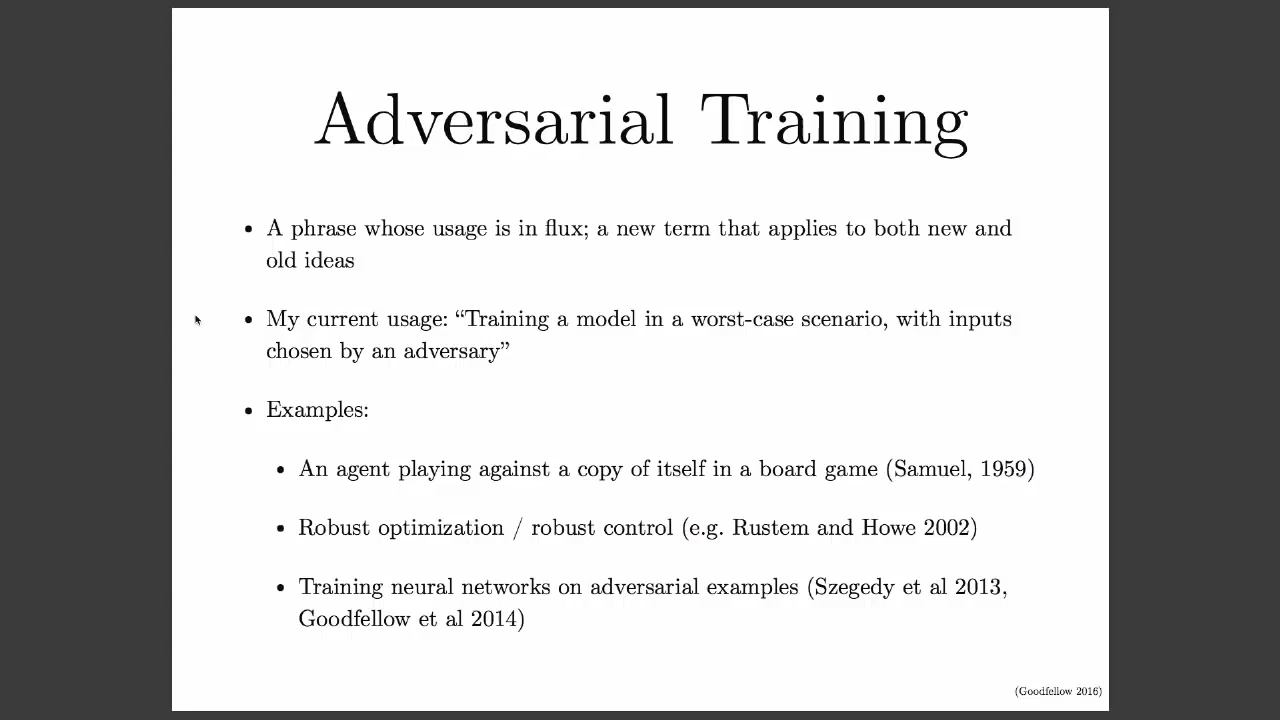 Adversarial Training
• A phrase whose usage is in flux; a new term that applies to both new and
old ideas
• My current usage: “Training a model in a worst-case scenario, with inputs
chosen by an adversary”
• Examples:
• An agent playing against a copy of itself in a board game (Samuel, 1959)
• Robust optimization / robust control (e.g. Rustem and Howe 2002)
• Training neural networks on adversarial examples (Szegedy et al 2013,
Goodfellow et al 2014)
(Goodfellow 2016)